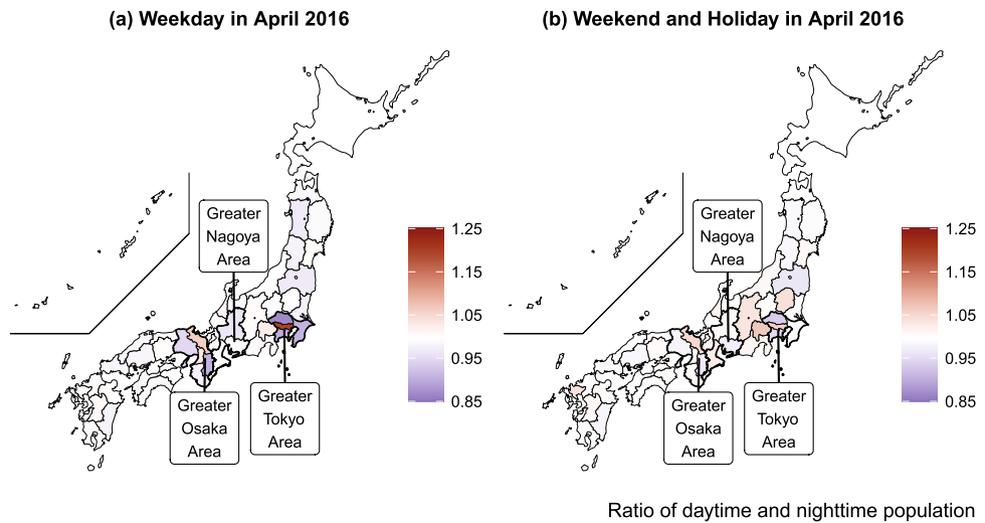 (a) Weekday in April 2016
(b) Weekend and Holiday in April 2016
Greater
Nagoya
Area
1.25
1.15
1.05
0.95
0.85
Greater
Osaka
Area
Greater
Tokyo
Area
Greater
Nagoya
Area
1.25
1.15
1.05
0.95
0.85
Greater
Osaka
Area
Greater
Tokyo
Area
Ratio of daytime and nighttime population